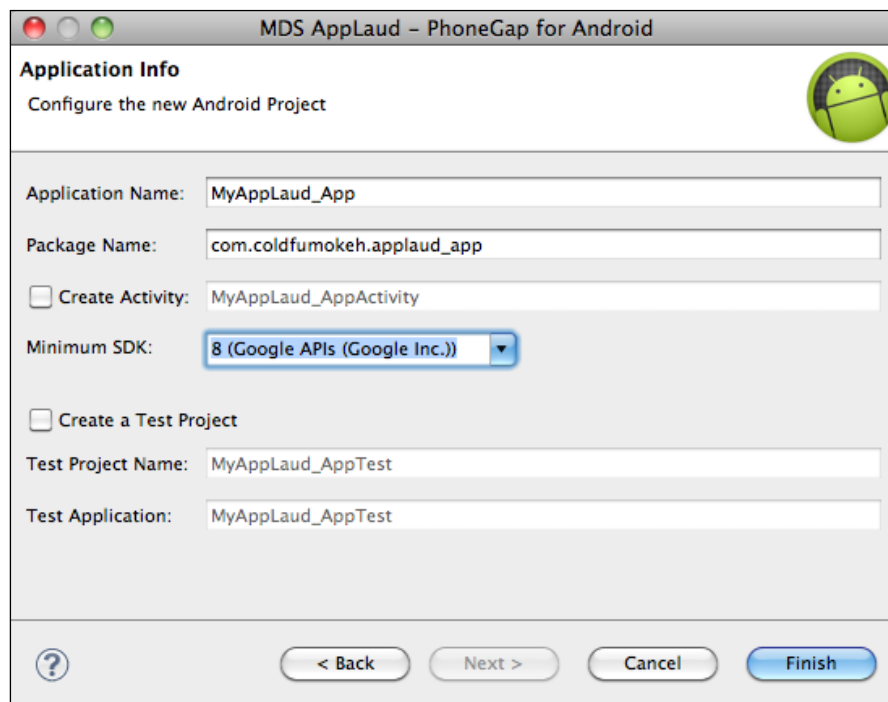 MDS AppLaud – PhoneGap for Android
Application Info
Configure the new Android Project
Application Name: MyAppLaud_App
Package Name: com.coldfumokeh.applaud_app
Create Activity: MyAppLaud_AppActivity
Minimum SDK: 8 (Google APIs (Google Inc.))
Create a Test Project
Test Project Name: MyAppLaud_AppTest
Test Application: MyAppLaud_AppTest
? < Back Next > Cancel Finish